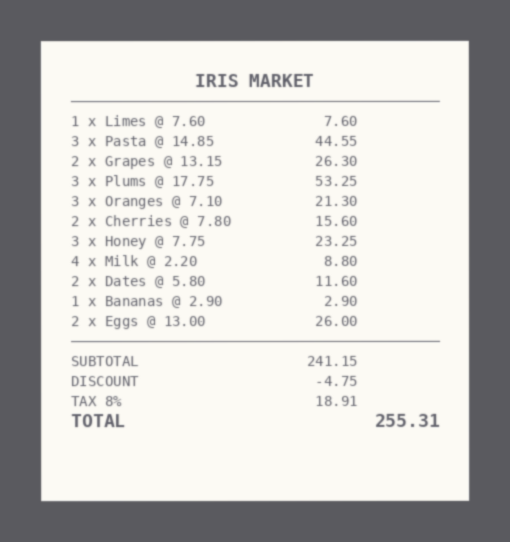 IRIS MARKET
1 x Limes @ 7.60 7.60
3 x Pasta @ 14.85 44.55
2 x Grapes @ 13.15 26.30
3 x Plums @ 17.75 53.25
3 x Oranges @ 7.10 21.30
2 x Cherries @ 7.80 15.60
3 x Honey @ 7.75 23.25
4 x Milk @ 2.20 8.80
2 x Dates @ 5.80 11.60
1 x Bananas @ 2.90 2.90
2 x Eggs @ 13.00 26.00
SUBTOTAL 241.15
DISCOUNT -4.75
TAX 8% 18.91
TOTAL 255.31